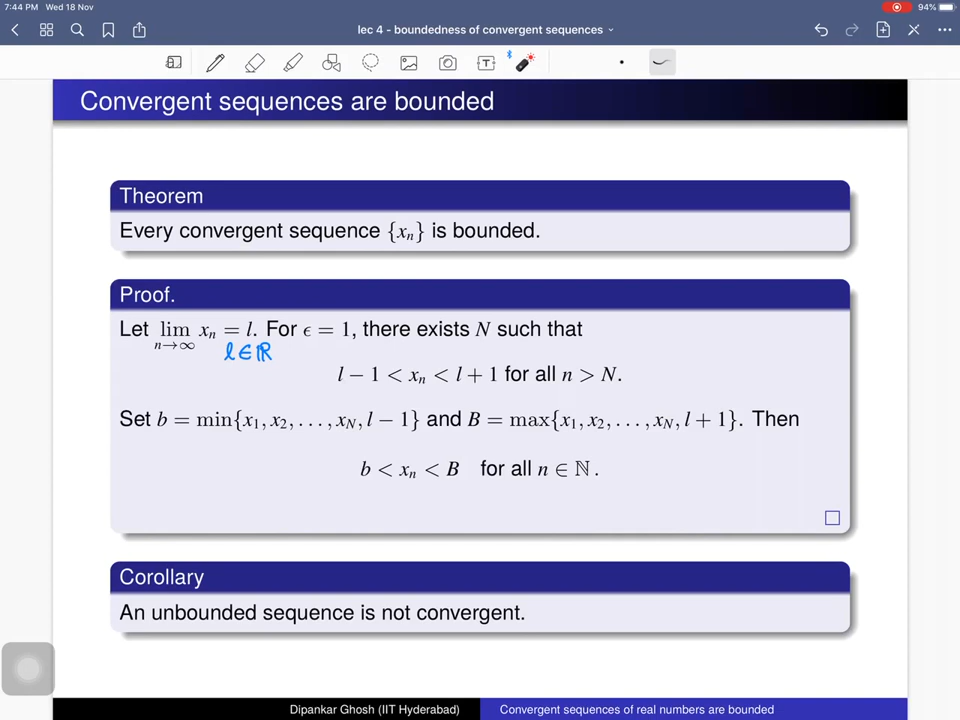 7:44 PM Wed 18 Nov 94%
lec 4 - boundedness of convergent sequences
Convergent sequences are bounded
Theorem
Every convergent sequence {xₙ} is bounded.
Proof.
Let lim xₙ = l. For ϵ = 1, there exists N such that
n→∞
l ∈ ℝ
l − 1 < xₙ < l + 1 for all n > N.
Set b = min{x₁, x₂, . . . , x_N, l − 1} and B = max{x₁, x₂, . . . , x_N, l + 1}. Then
b < xₙ < B for all n ∈ ℕ.
Corollary
An unbounded sequence is not convergent.
Dipankar Ghosh (IIT Hyderabad) Convergent sequences of real numbers are bounded